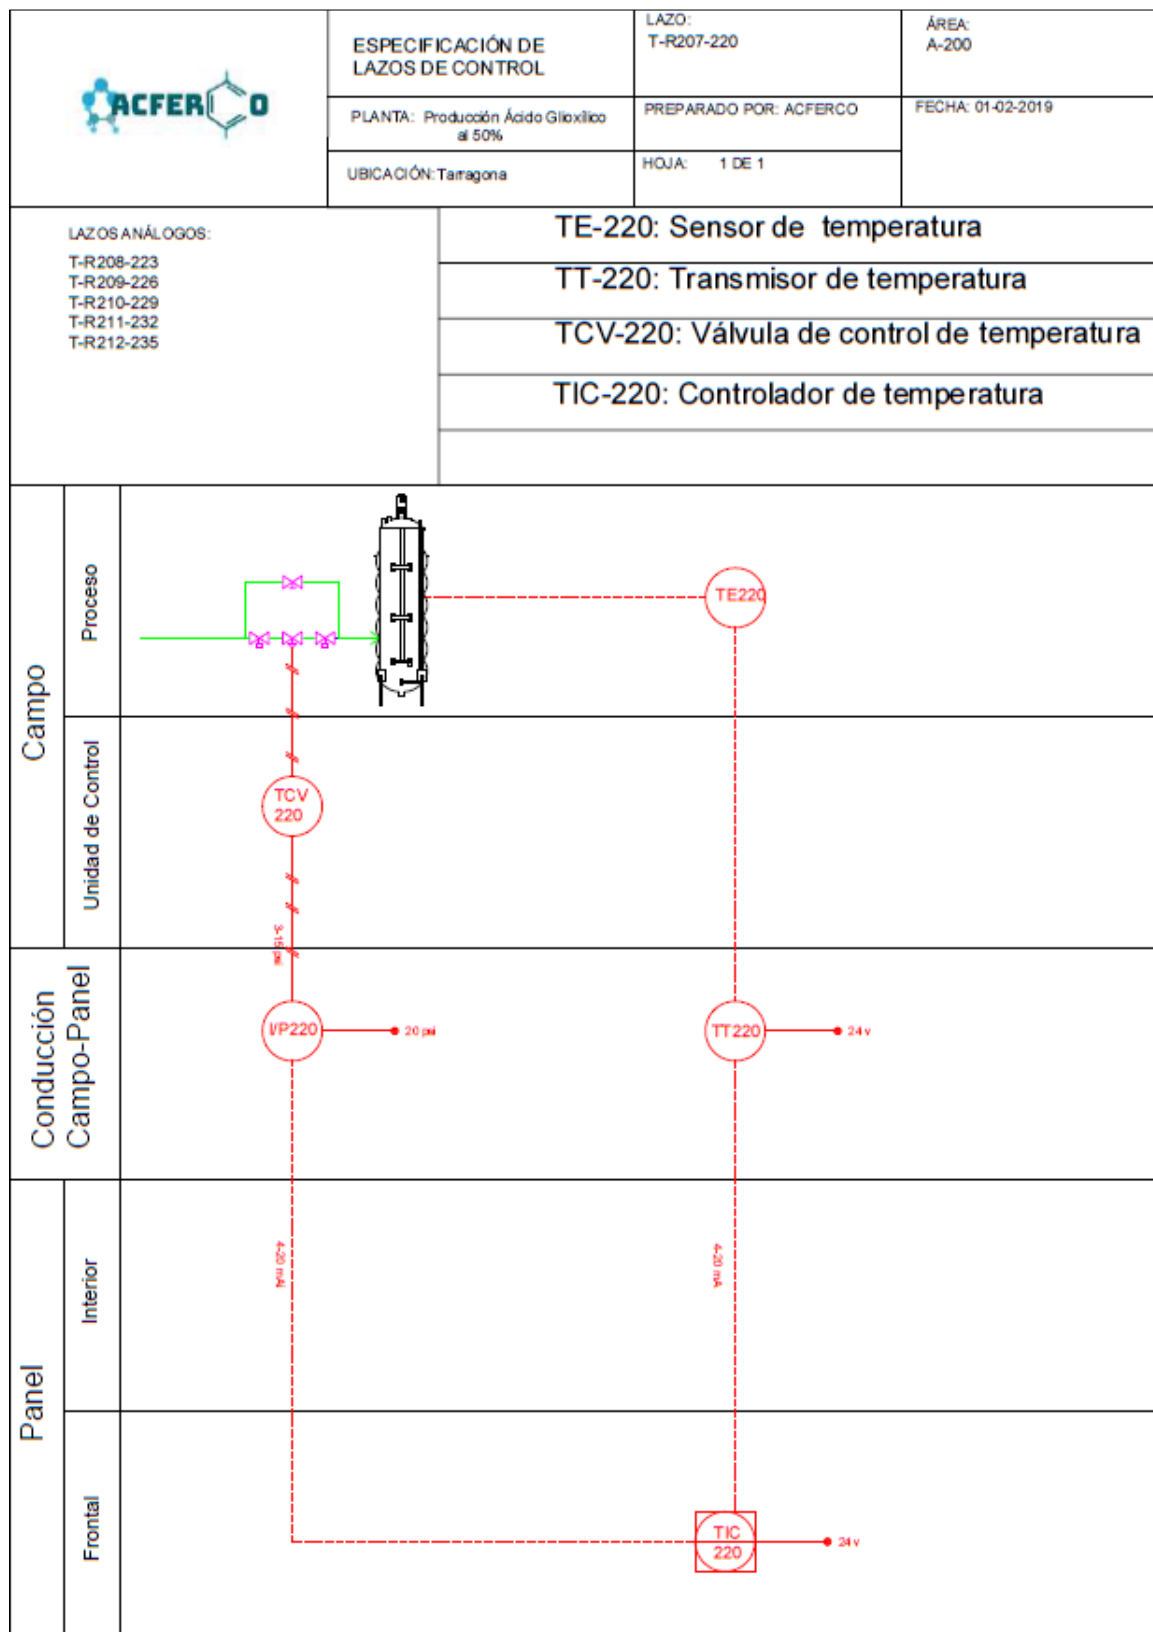 ACFERCO
ESPECIFICACIÓN DE
LAZOS DE CONTROL
LAZO:
T-R207-220
ÁREA:
A-200
PLANTA: Producción Ácido Glioxílico
al 50%
PREPARADO POR: ACFERCO
FECHA: 01-02-2019
UBICACIÓN: Tarragona
HOJA: 1 DE 1
LAZOS ANÁLOGOS:
T-R208-223
T-R209-226
T-R210-229
T-R211-232
T-R212-235
TE-220: Sensor de temperatura
TT-220: Transmisor de temperatura
TCV-220: Válvula de control de temperatura
TIC-220: Controlador de temperatura
Campo
Proceso
TE220
Unidad de Control
TCV
220
3-15 psi
Conducción
Campo-Panel
I/P220
20 psi
TT220
24 v
Panel
Interior
4-20 mA
4-20 mA
Frontal
TIC
220
24 v